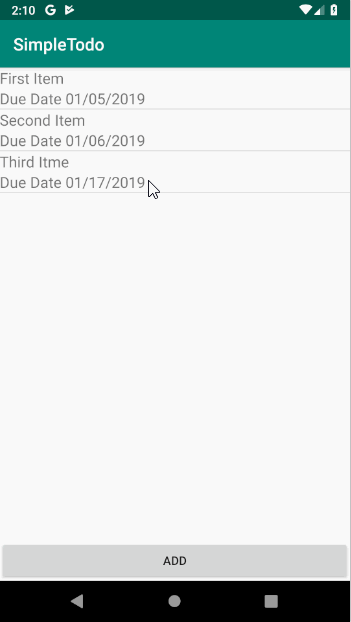 2:10
SimpleTodo
First Item
Due Date 01/05/2019
Second Item
Due Date 01/06/2019
Third Itme
Due Date 01/17/2019
ADD